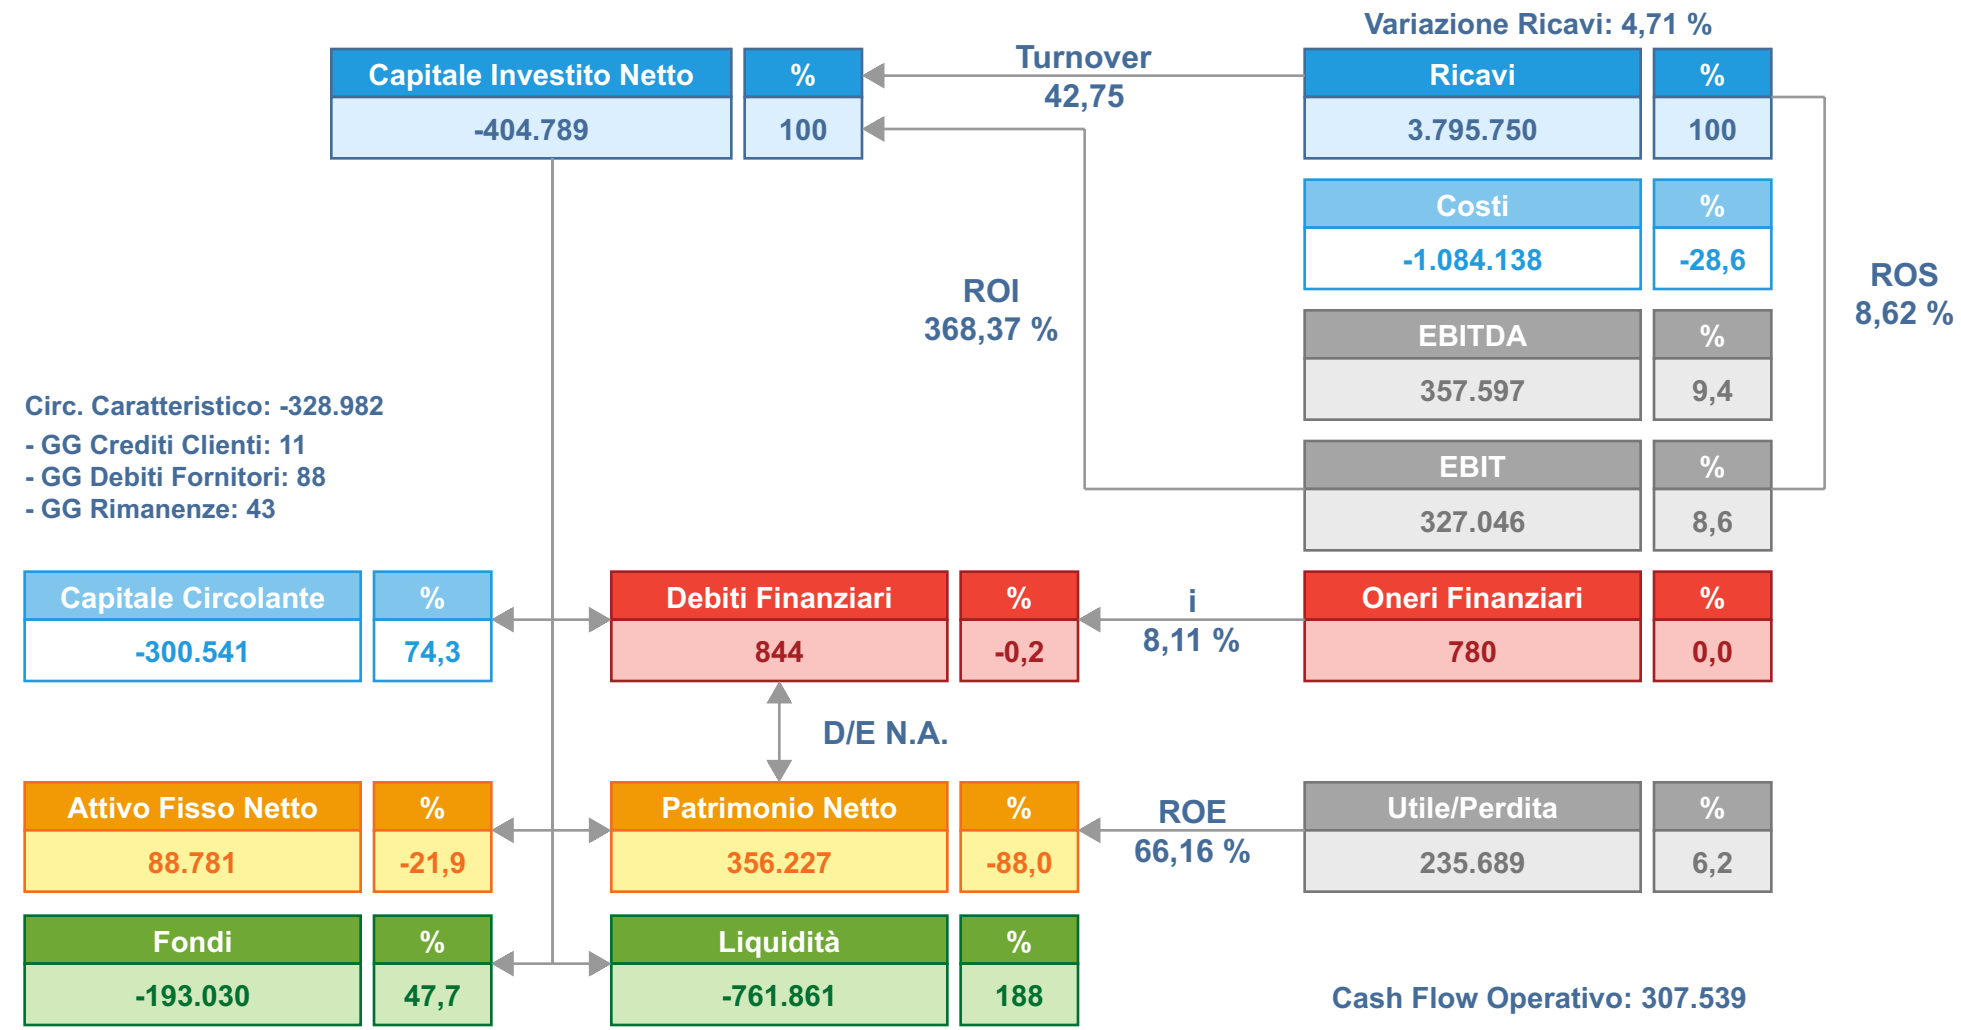 Variazione Ricavi: 4,71 %
Capitale Investito Netto %
-404.789 100
Turnover
42,75
Ricavi %
3.795.750 100
Costi %
-1.084.138 -28,6
ROI
368,37 %
ROS
8,62 %
EBITDA %
357.597 9,4
EBIT %
327.046 8,6
Circ. Caratteristico: -328.982
- GG Crediti Clienti: 11
- GG Debiti Fornitori: 88
- GG Rimanenze: 43
Capitale Circolante %
-300.541 74,3
Debiti Finanziari %
844 -0,2
i
8,11 %
Oneri Finanziari %
780 0,0
D/E N.A.
Attivo Fisso Netto %
88.781 -21,9
Patrimonio Netto %
356.227 -88,0
ROE
66,16 %
Utile/Perdita %
235.689 6,2
Fondi %
-193.030 47,7
Liquidità %
-761.861 188
Cash Flow Operativo: 307.539